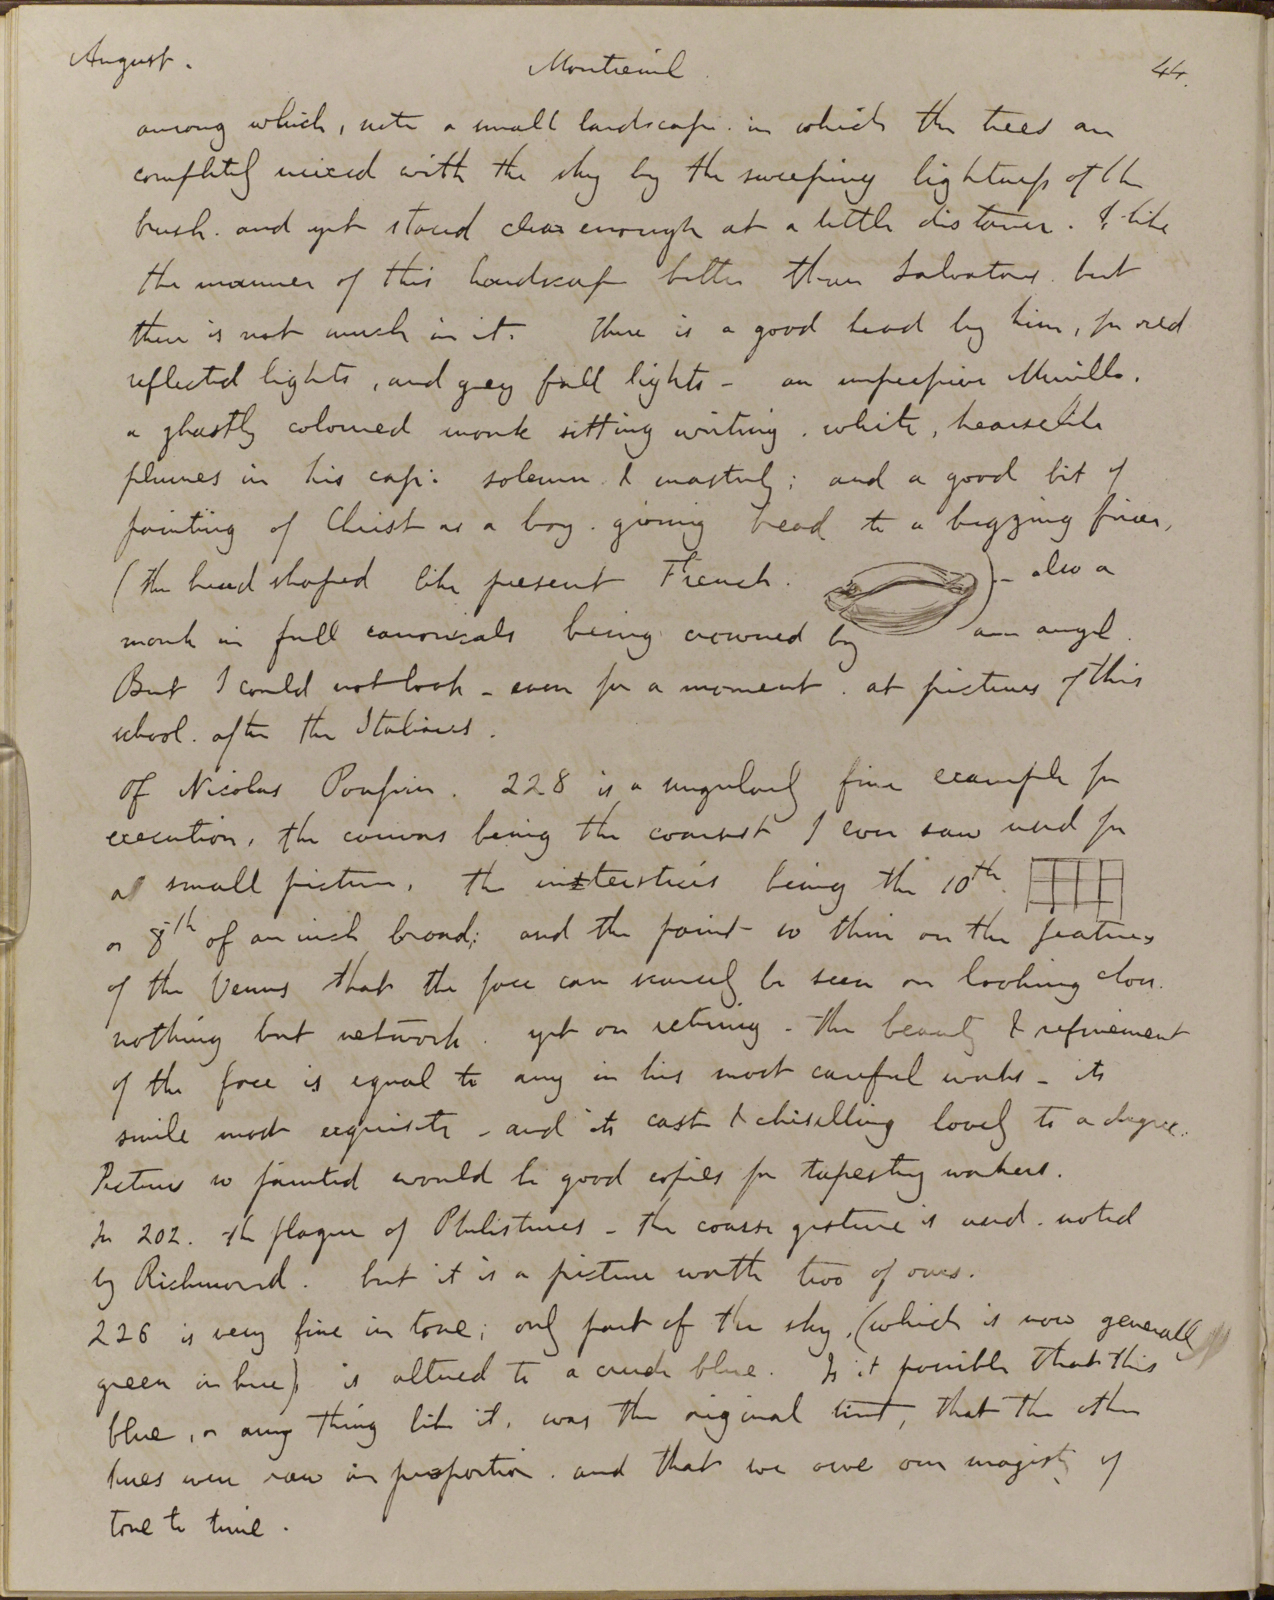 August.
Montreuil.
44.
among which, note a small landscape. in which the trees are
completely mixed with the sky by the sweeping lightness of the
brush. and yet stand clear enough at a little distance. I like
the manner of this landscape better than Salvators. but
there is not much in it. There is a good head by him, for red
reflected lights, and grey full lights - an impressive Murillo.
a ghastly coloured monk sitting writing. white, hearselike
plumes in his cap: solemn & masterly; and a good bit of
painting of Christ as a boy. giving bread to a begging friar,
(the bread shaped like present French. ) - also a
monk in full canonicals being crowned by an angel.
But I could not look - even for a moment. at pictures of this
school. after the Italians.
Of Nicolas Poussin. 228 is a singularly fine example for
execution, the canvas being the coarsest I ever saw used for
a small picture, the intersticies being the 10th.
or 8th of an inch broad; and the paint so thin on the features
of the Venus that the face can scarcely be seen on looking close.
nothing but network. yet on retiring - the beauty & refinement
of the face is equal to any in his most careful works - its
smile most exquisite - and its cast & chiselling lovely to a degree.
Pictures so painted would be good copies for tapestry workers.
In 202. the plague of Philistines - the coarse gesture is used. noted
by Richmond. but it is a picture worth two of ours.
226 is very fine in tone; only part of the sky, (which is now generally
green in hue) is altered to a crude blue. Is it possible that this
blue, or any thing like it, was the original tint, that the other
hues were raw in proportion. and that we owe our majesty of
tone to time.